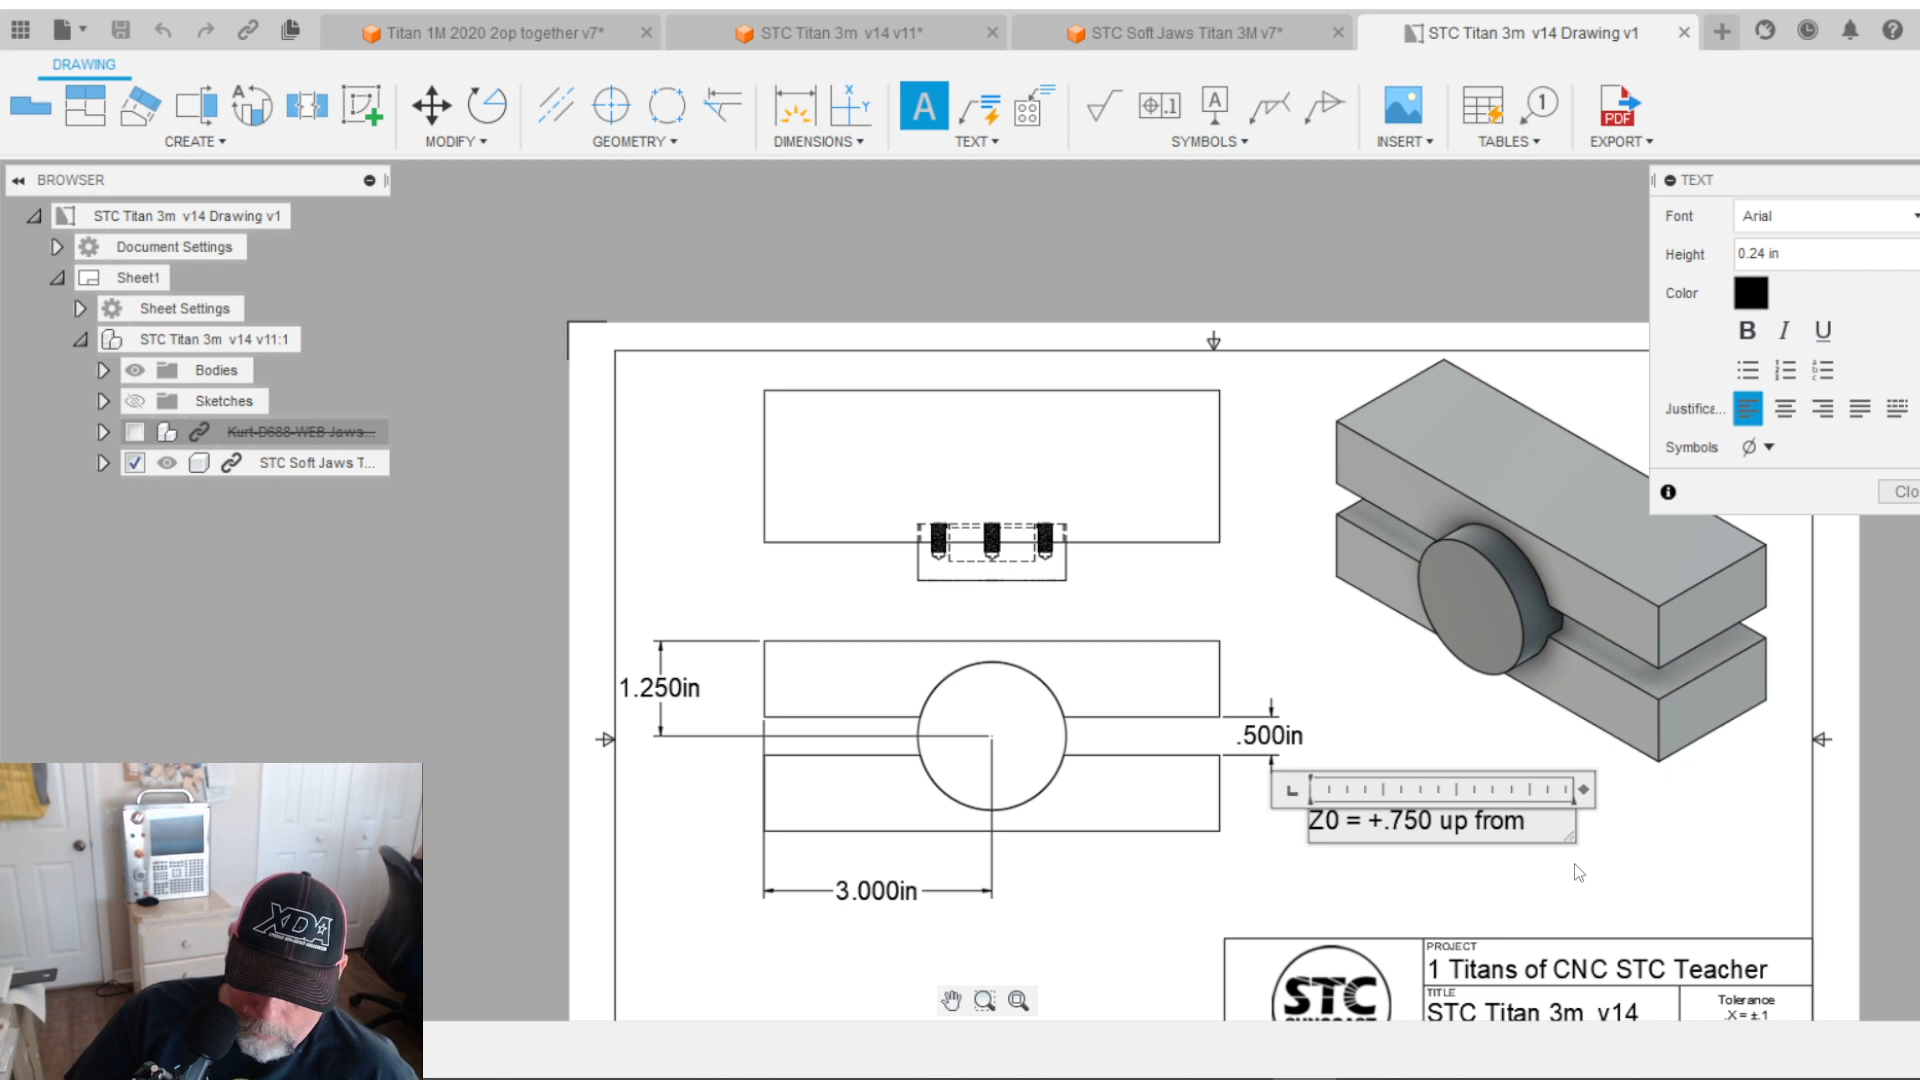 Titan 1M 2020 2op together v7*
STC Titan 3m v14 v11*
STC Soft Jaws Titan 3M v7*
STC Titan 3m v14 Drawing v1
DRAWING
CREATE
MODIFY
GEOMETRY
DIMENSIONS
TEXT
SYMBOLS
INSERT
TABLES
EXPORT
BROWSER
STC Titan 3m v14 Drawing v1
Document Settings
Sheet1
Sheet Settings
STC Titan 3m v14 v11:1
Bodies
Sketches
Kurt-D688-WEB Jaws...
STC Soft Jaws T...
TEXT
Font
Arial
Height
0.24 in
Color
B I U
Justifica...
Symbols
Clo
1.250in
.500in
Z0 = +.750 up from
3.000in
STC
PROJECT
1 Titans of CNC STC Teacher
TITLE
STC Titan 3m v14
Tolerance
.X = ±.1
XDA